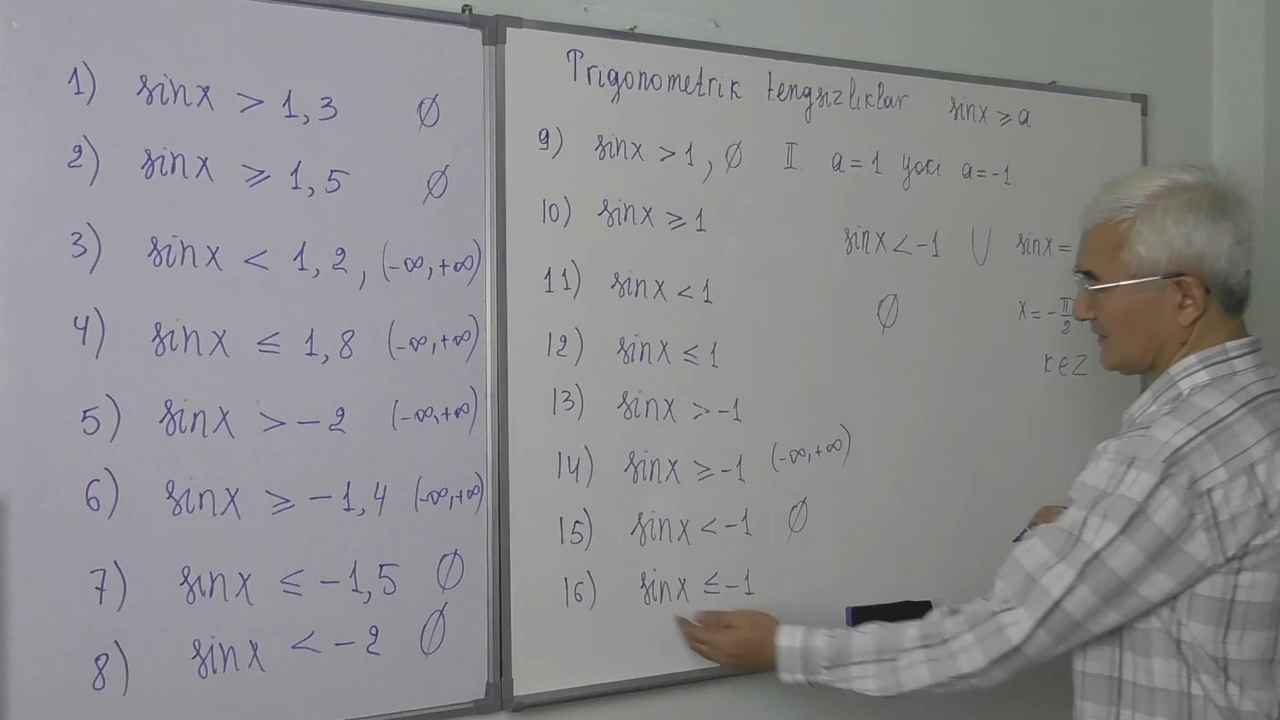 1) sinx > 1,3 ∅
2) sinx ⩾ 1,5 ∅
3) sinx < 1,2, (-∞,+∞)
4) sinx ≤ 1,8 (-∞,+∞)
5) sinx > -2 (-∞,+∞)
6) sinx ⩾ -1,4 (-∞,+∞)
7) sinx ≤ -1,5 ∅
8) sinx < -2 ∅
Trigonometrik tengsizliklar sinx ⩾ a
9) sinx > 1, ∅ II a=1 yoki a=-1
10) sinx ⩾ 1
sinx < -1 ∪ sinx =
11) sinx < 1
∅ x = -π/2
12) sinx ≤ 1
k∈Z
13) sinx > -1
14) sinx ⩾ -1 (-∞,+∞)
15) sinx < -1 ∅
16) sinx ≤ -1